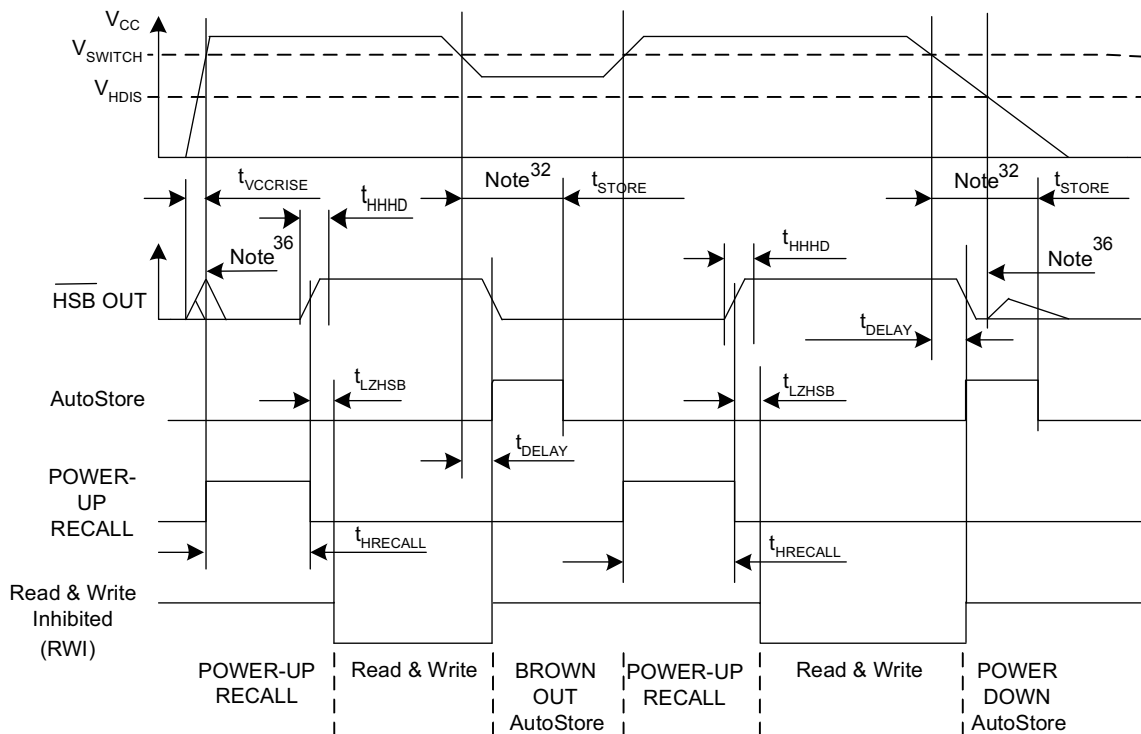 VCC
VSWITCH
VHDIS
tVCCRISE
tHHHD
Note32
tSTORE
Note32
tSTORE
Note36
HSB OUT
tHHHD
Note36
tDELAY
tLZHSB
tLZHSB
AutoStore
tDELAY
POWER-
UP
RECALL
tHRECALL
tHRECALL
Read & Write
Inhibited
(RWI)
POWER-UP
RECALL
Read & Write
BROWN
OUT
AutoStore
POWER-UP
RECALL
Read & Write
POWER
DOWN
AutoStore